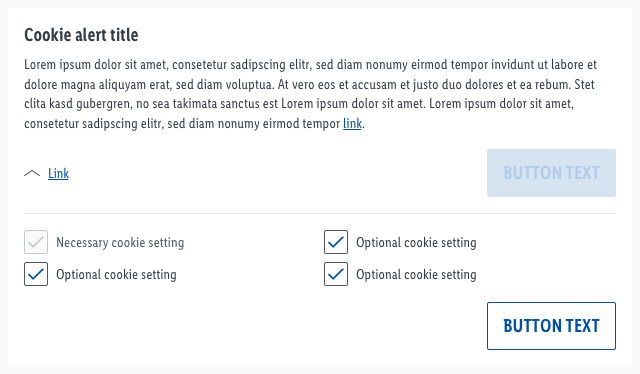 Cookie alert title
Lorem ipsum dolor sit amet, consetetur sadipscing elitr, sed diam nonumy eirmod tempor invidunt ut labore et
dolore magna aliquyam erat, sed diam voluptua. At vero eos et accusam et justo duo dolores et ea rebum. Stet
clita kasd gubergren, no sea takimata sanctus est Lorem ipsum dolor sit amet. Lorem ipsum dolor sit amet,
consetetur sadipscing elitr, sed diam nonumy eirmod tempor link.
Link
BUTTON TEXT
Necessary cookie setting
Optional cookie setting
Optional cookie setting
Optional cookie setting
BUTTON TEXT